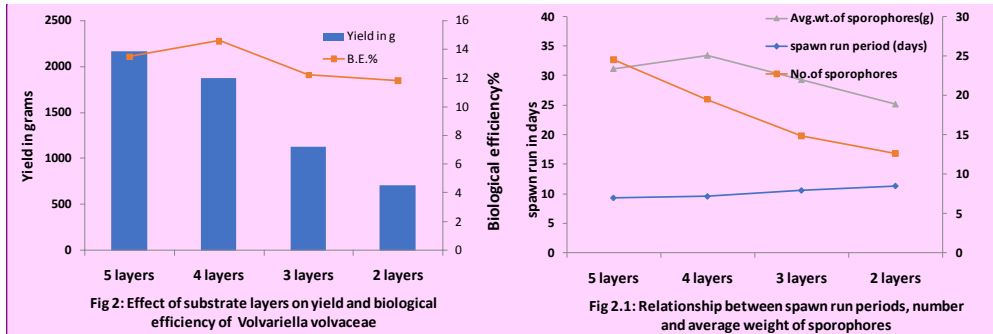 2500
2000
1500
1000
500
0
Yield in grams
16
14
12
10
8
6
4
2
0
Biological efficiency%
Yield in g
B.E.%
5 layers 4 layers 3 layers 2 layers
Fig 2: Effect of substrate layers on yield and biological
efficiency of Volvariella volvaceae
40
35
30
25
20
15
10
5
0
spawn run in days
30
25
20
15
10
5
0
Avg.wt.of sporophores(g)
spawn run period (days)
No.of sporophores
5 layers 4 layers 3 layers 2 layers
Fig 2.1: Relationship between spawn run periods, number
and average weight of sporophores